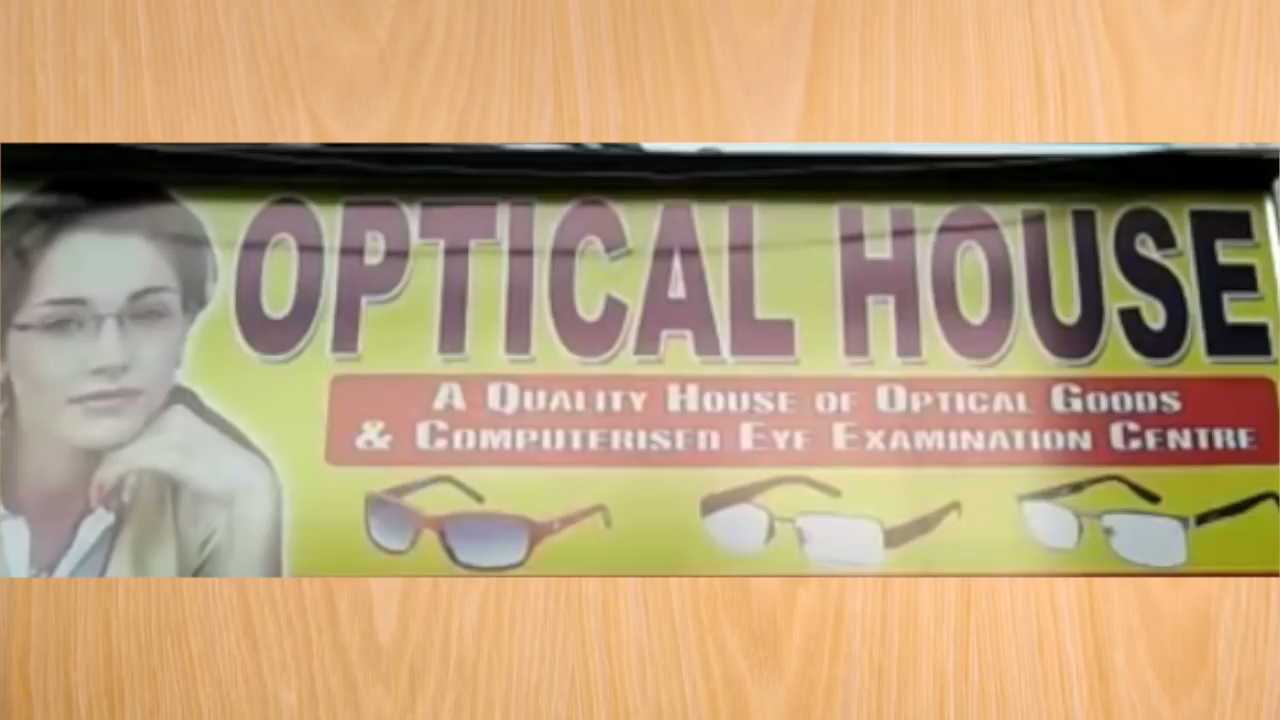 OPTICAL HOUSE
A QUALITY HOUSE OF OPTICAL GOODS
& COMPUTERISED EYE EXAMINATION CENTRE